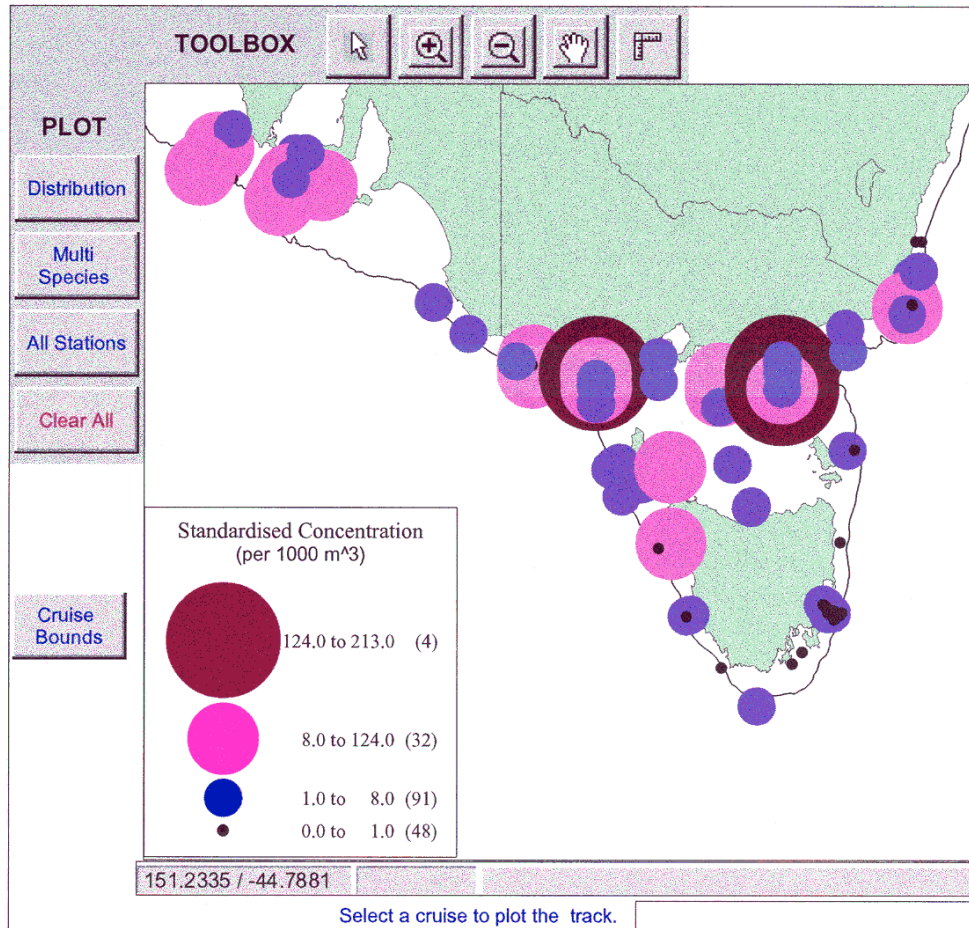 TOOLBOX
PLOT
Distribution
Multi
Species
All Stations
Clear All
Cruise
Bounds
Standardised Concentration
(per 1000 m^3)
124.0 to 213.0 (4)
8.0 to 124.0 (32)
1.0 to 8.0 (91)
0.0 to 1.0 (48)
151.2335 / -44.7881
Select a cruise to plot the track.